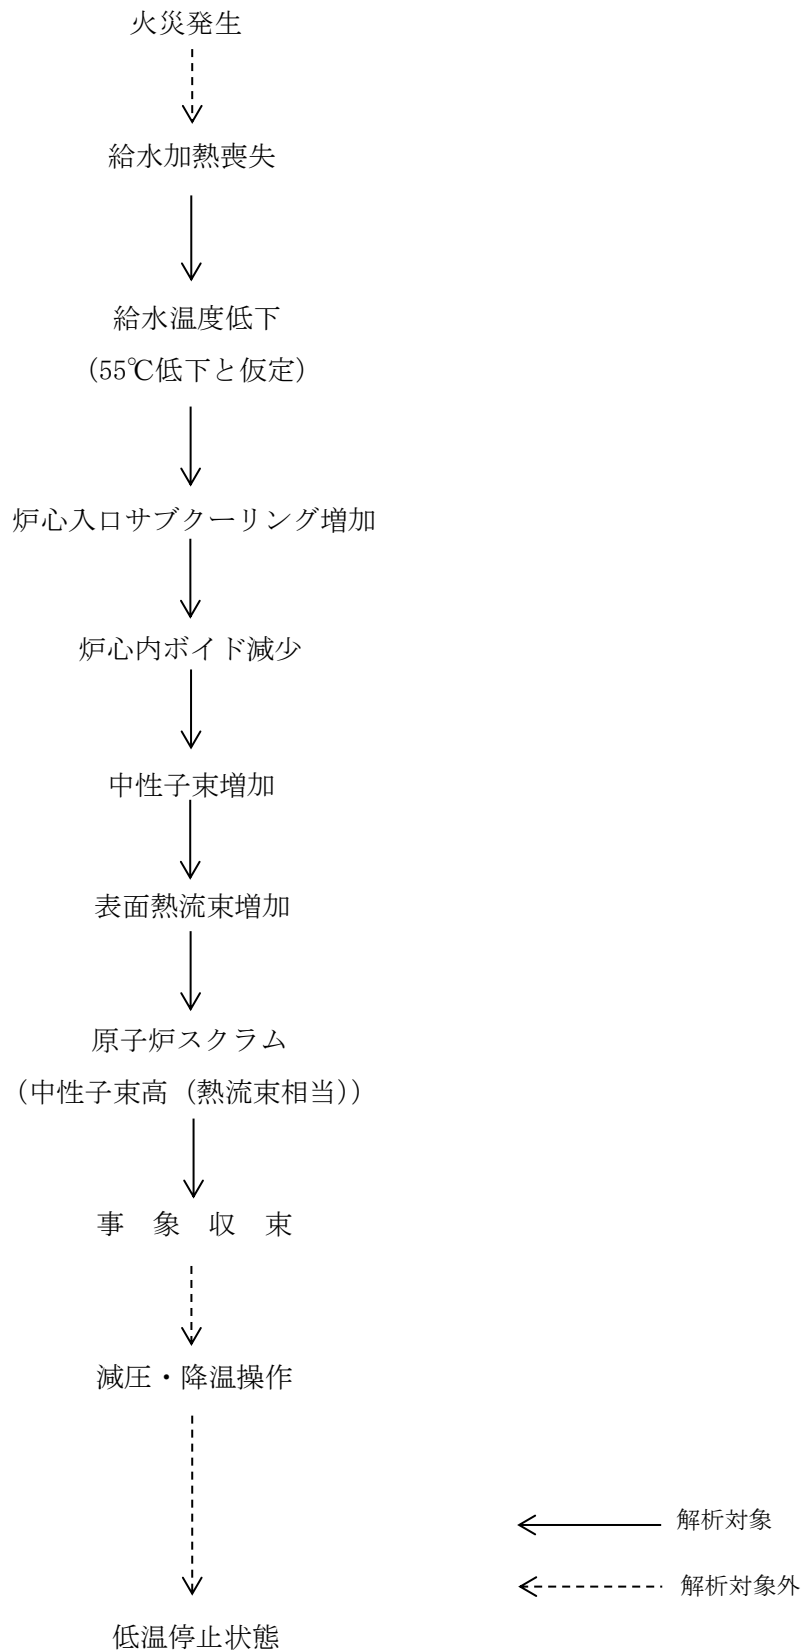 火災発生
給水加熱喪失
給水温度低下
（55℃低下と仮定）
炉心入口サブクーリング増加
炉心内ボイド減少
中性子束増加
表面熱流束増加
原子炉スクラム
（中性子束高（熱流束相当））
事　象　収　束
減圧・降温操作
解析対象
解析対象外
低温停止状態